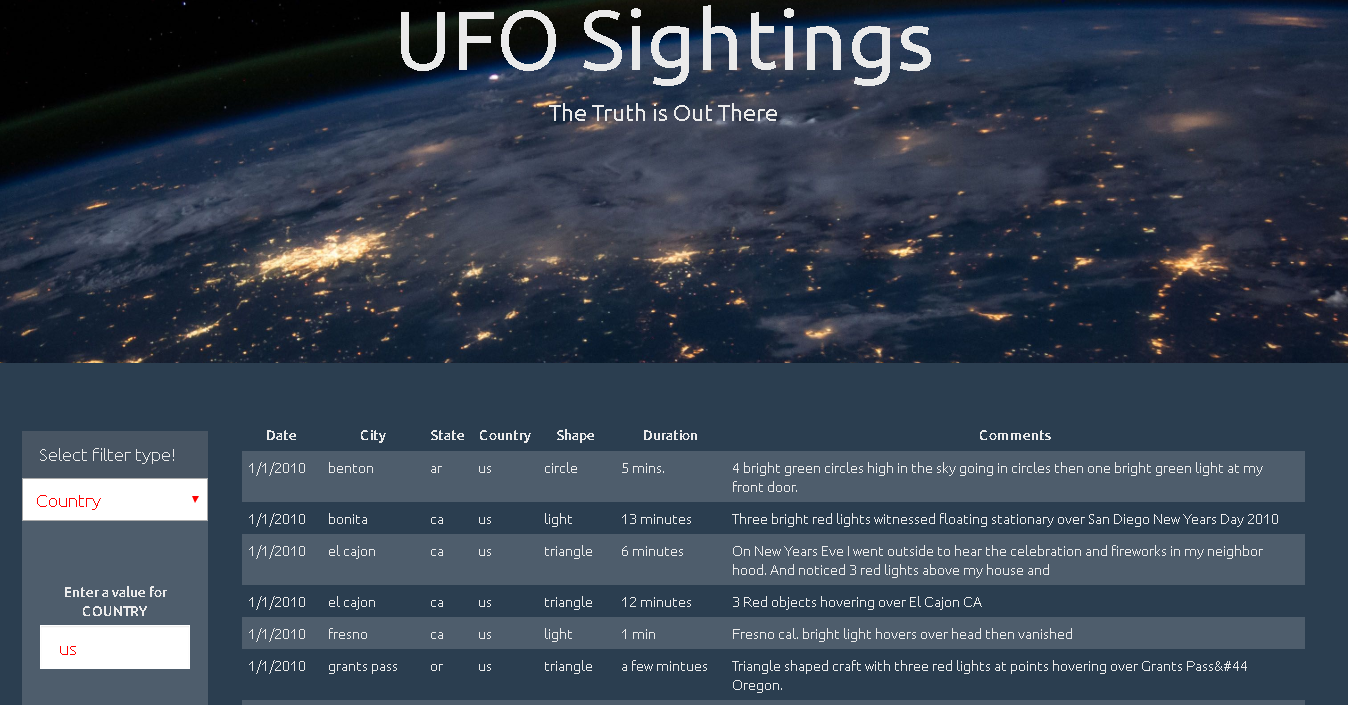 UFO Sightings
The Truth is Out There
Select filter type!
Country
Enter a value for
COUNTRY
us
Date City State Country Shape Duration Comments
1/1/2010 benton ar us circle 5 mins. 4 bright green circles high in the sky going in circles then one bright green light at my
front door.
1/1/2010 bonita ca us light 13 minutes Three bright red lights witnessed floating stationary over San Diego New Years Day 2010
1/1/2010 el cajon ca us triangle 6 minutes On New Years Eve I went outside to hear the celebration and fireworks in my neighbor
hood. And noticed 3 red lights above my house and
1/1/2010 el cajon ca us triangle 12 minutes 3 Red objects hovering over El Cajon CA
1/1/2010 fresno ca us light 1 min Fresno cal. bright light hovers over head then vanished
1/1/2010 grants pass or us triangle a few mintues Triangle shaped craft with three red lights at points hovering over Grants Pass&#44
Oregon.